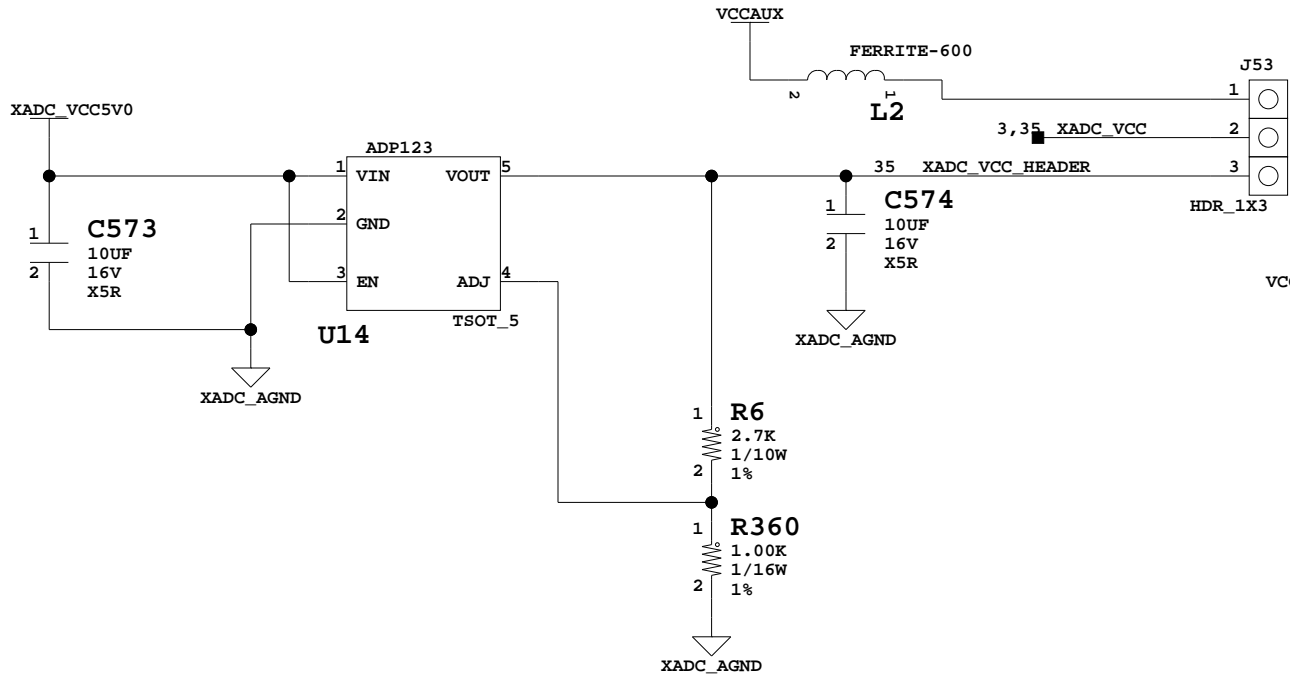 VCCAUX
FERRITE-600
2
1
L2
J53
1
3,35 XADC_VCC
2
35 XADC_VCC_HEADER
3
HDR_1X3
XADC_VCC5V0
ADP123
1 VIN
VOUT 5
2 GND
3 EN
ADJ 4
TSOT_5
U14
1
C573
10UF
2
16V
X5R
XADC_AGND
1
C574
10UF
2
16V
X5R
XADC_AGND
VC
1
R6
2.7K
1/10W
2
1%
1
R360
1.00K
1/16W
2
1%
XADC_AGND